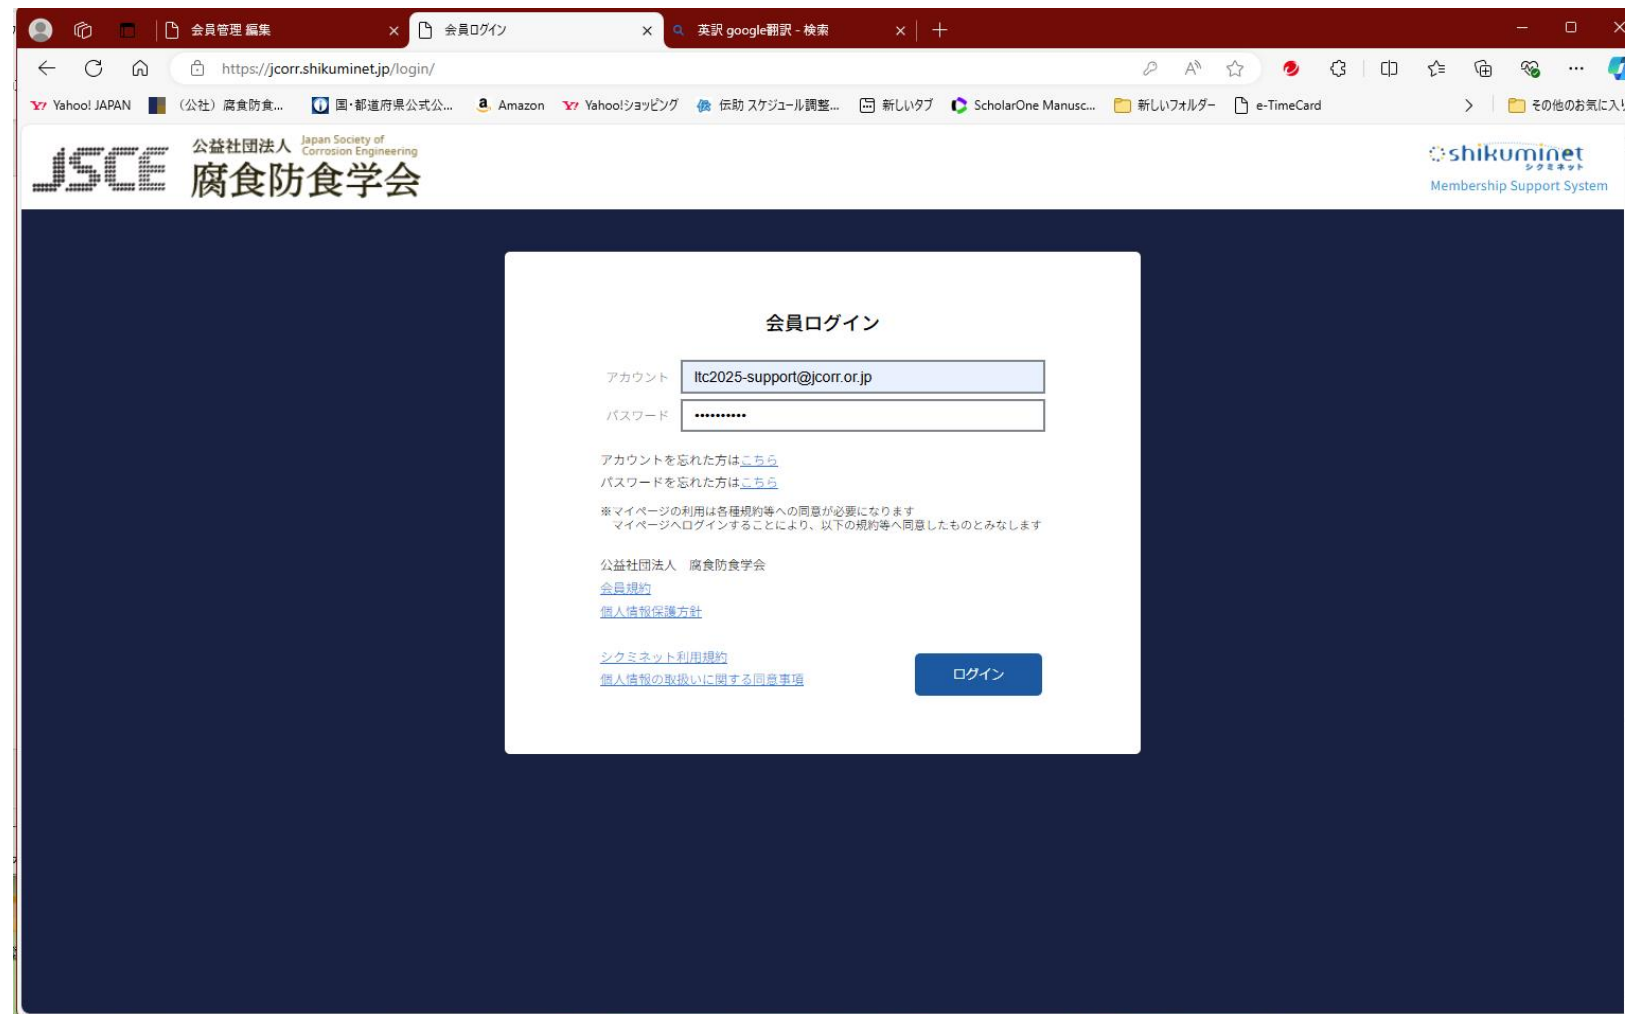 会員管理 編集
会員ログイン
英訳 google翻訳 - 検索
https://jcorr.shikuminet.jp/login/
Yahoo! JAPAN
（公社）腐食防食...
国・都道府県公式公...
Amazon
Yahoo!ショッピング
伝助 スケジュール調整...
新しいタブ
ScholarOne Manusc...
新しいフォルダー
e-TimeCard
その他のお気に入り
JSCE
公益社団法人
Japan Society of
Corrosion Engineering
腐食防食学会
shikuminet
シクミネット
Membership Support System
会員ログイン
アカウント ltc2025-support@jcorr.or.jp
パスワード ••••••••••
アカウントを忘れた方はこちら
パスワードを忘れた方はこちら
※マイページの利用は各種規約等への同意が必要になります
マイページへログインすることにより、以下の規約等へ同意したものとみなします
公益社団法人　腐食防食学会
会員規約
個人情報保護方針
シクミネット利用規約
個人情報の取扱いに関する同意事項
ログイン